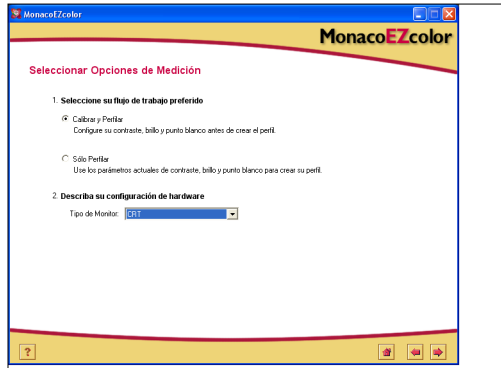 MonacoEZcolor
MonacoEZcolor
Seleccionar Opciones de Medición
1. Seleccione su flujo de trabajo preferido
Calibrar y Perfilar
Configure su contraste, brillo y punto blanco antes de crear el perfil.
Sólo Perfilar
Use los parámetros actuales de contraste, brillo y punto blanco para crear su perfil.
2. Describa su configuración de hardware
Tipo de Monitor: CRT
?